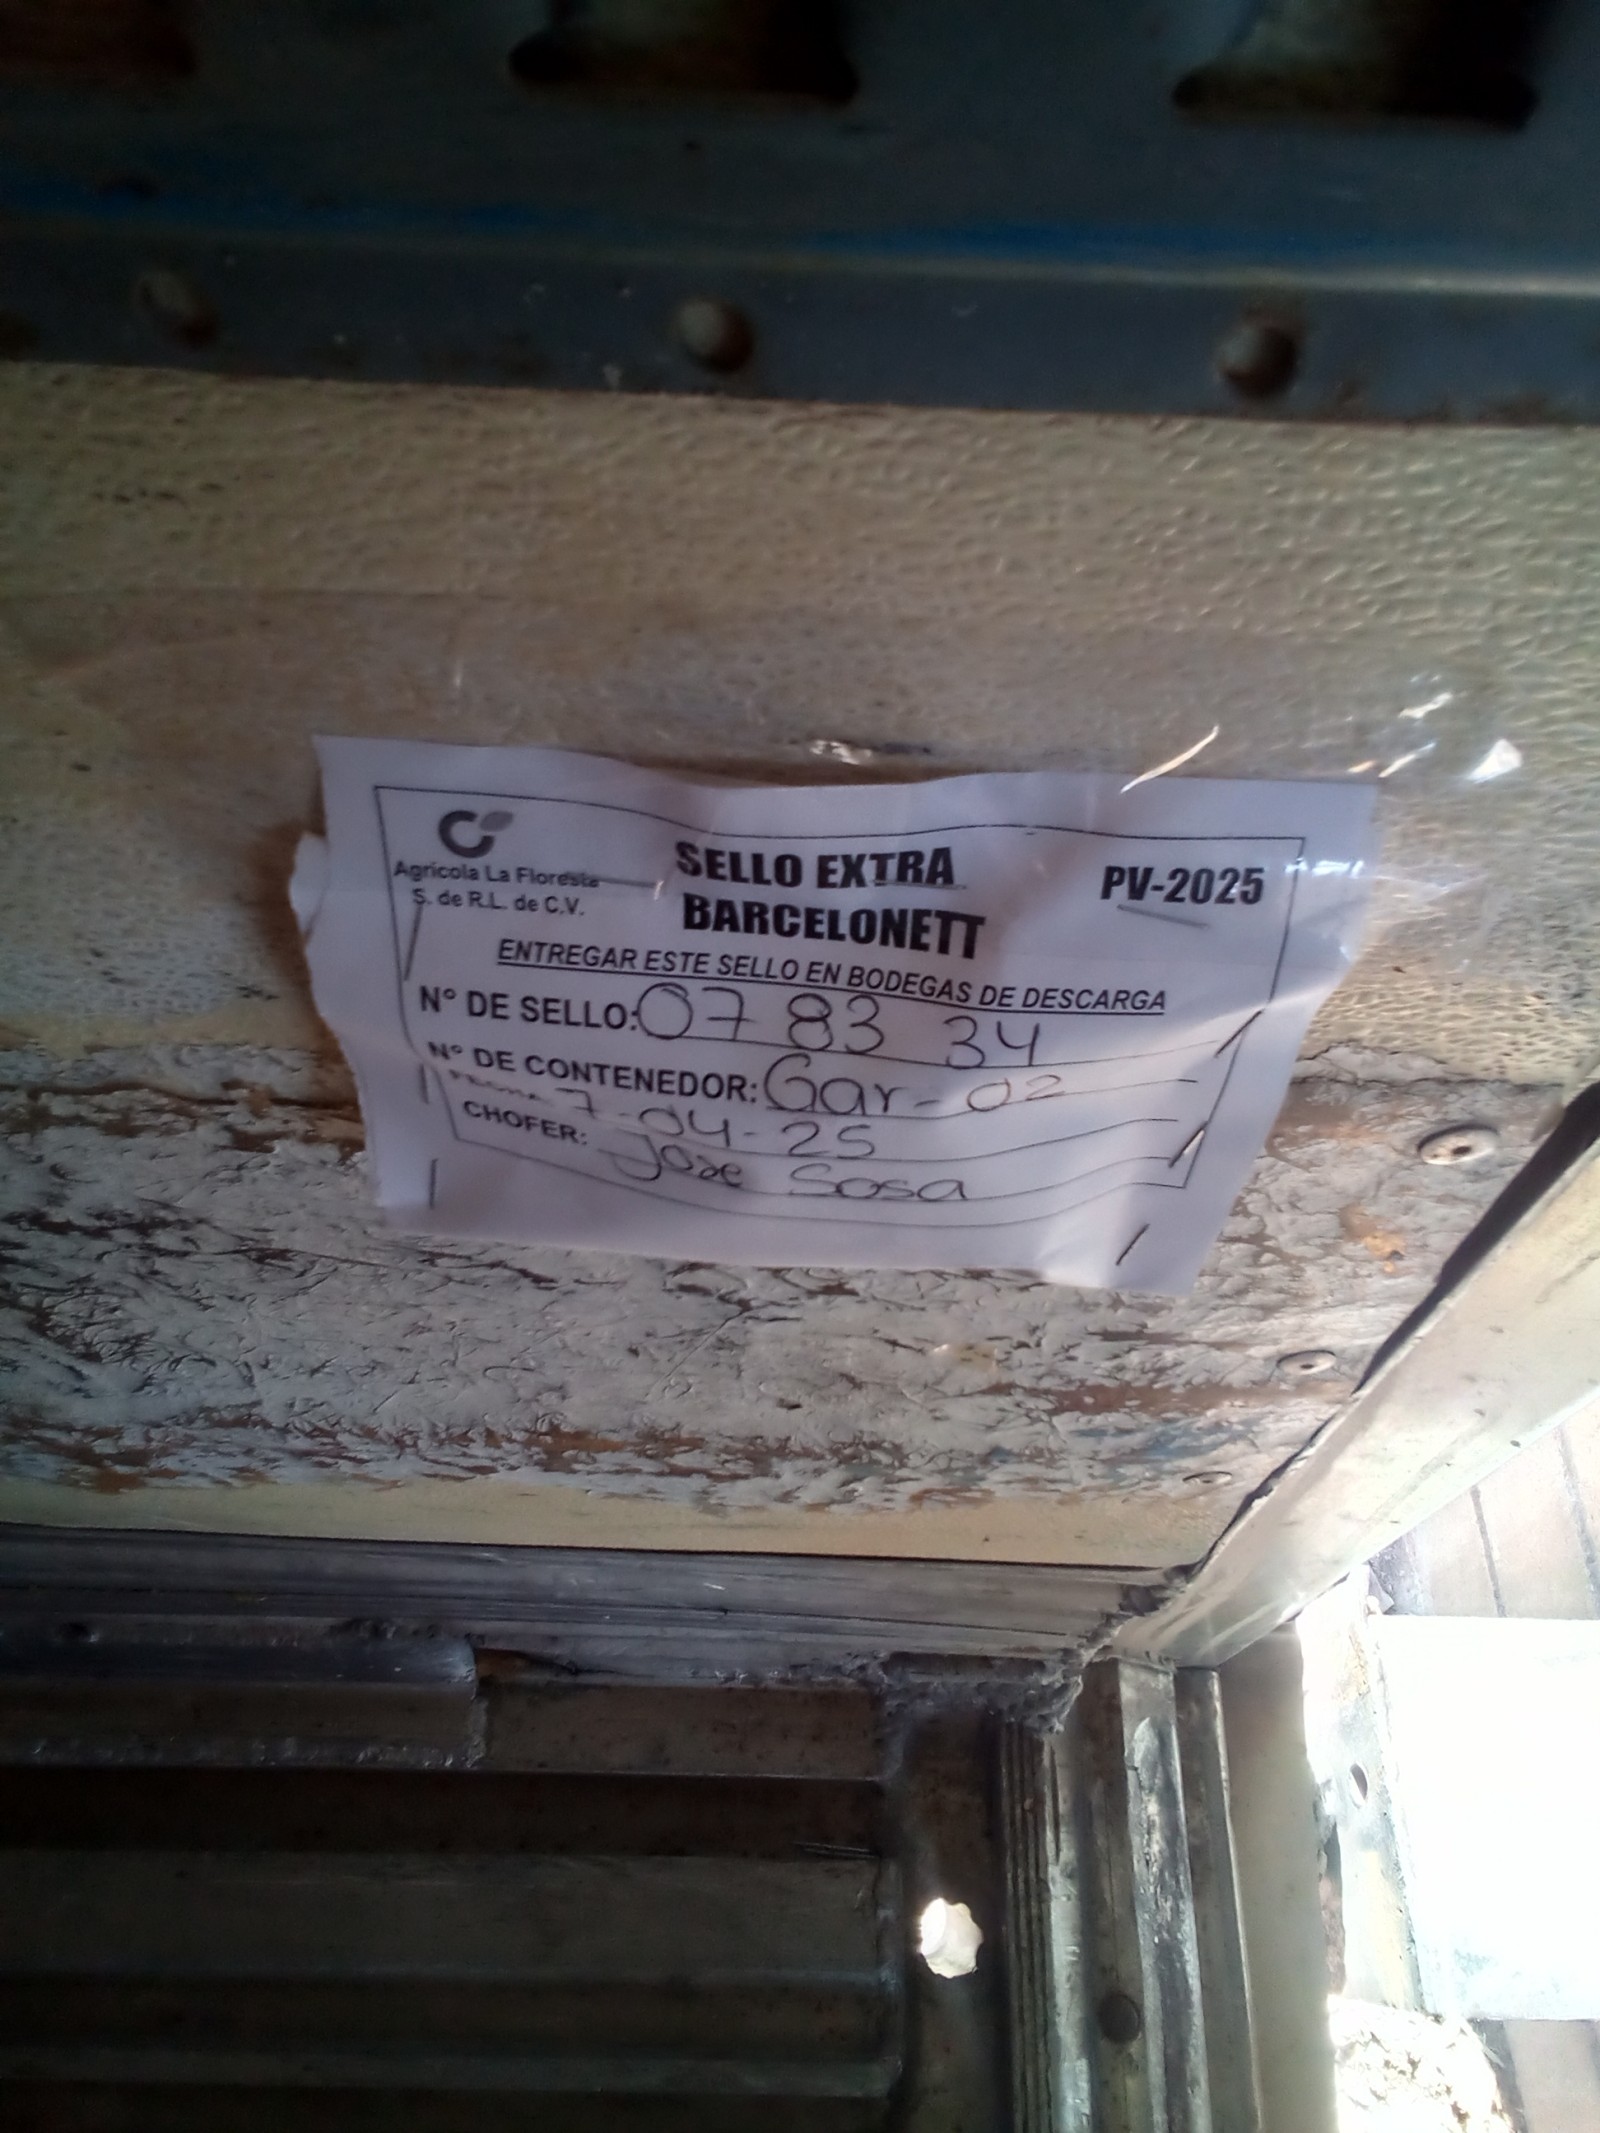 Agrícola La Floresta
S. de R.L. de C.V.
SELLO EXTRA
BARCELONETT
PV-2025
ENTREGAR ESTE SELLO EN BODEGAS DE DESCARGA
N° DE SELLO: 07 83 34
N° DE CONTENEDOR: Gar-02
7-04-25
CHOFER: Jose Sosa